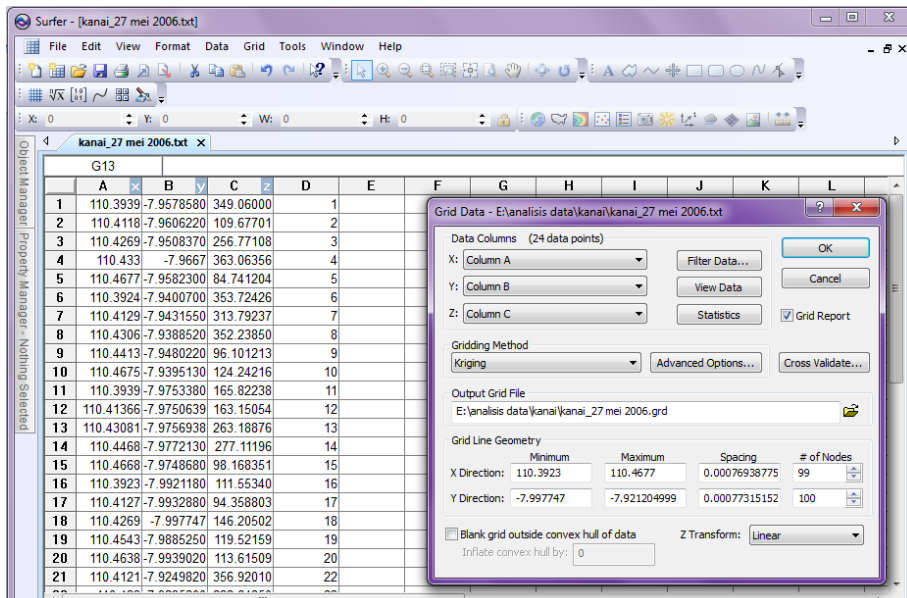 Surfer - [kanai_27 mei 2006.txt]
File Edit View Format Data Grid Tools Window Help
X: 0 Y: 0 W: 0 H: 0
kanai_27 mei 2006.txt x
Object Manager
Property Manager - Nothing Selected
G13
A x B y C z D E F G H I J K L
1 110.3939 -7.9578580 349.06000 1
2 110.4118 -7.9606220 109.67701 2
3 110.4269 -7.9508370 256.77108 3
4 110.433 -7.9667 363.06356 4
5 110.4677 -7.9582300 84.741204 5
6 110.3924 -7.9400700 353.72426 6
7 110.4129 -7.9431550 313.79237 7
8 110.4306 -7.9388520 352.23850 8
9 110.4413 -7.9480220 96.101213 9
10 110.4675 -7.9395130 124.24216 10
11 110.3939 -7.9753380 165.82238 11
12 110.41366 -7.9750639 163.15054 12
13 110.43081 -7.9756938 263.18876 13
14 110.4468 -7.9772130 277.11196 14
15 110.4668 -7.9748680 98.168351 15
16 110.3923 -7.9921180 111.55340 16
17 110.4127 -7.9932880 94.358803 17
18 110.4269 -7.997747 146.20502 18
19 110.4543 -7.9885250 119.52159 19
20 110.4638 -7.9939020 113.61509 20
21 110.4121 -7.9249820 356.92010 22
Grid Data - E:\analisis data\kanai\kanai_27 mei 2006.txt
Data Columns (24 data points)
X: Column A Filter Data... OK
Y: Column B View Data Cancel
Z: Column C Statistics Grid Report
Gridding Method
Kriging Advanced Options... Cross Validate...
Output Grid File
E:\analisis data\kanai\kanai_27 mei 2006.grd
Grid Line Geometry
Minimum Maximum Spacing # of Nodes
X Direction: 110.3923 110.4677 0.00076938775 99
Y Direction: -7.997747 -7.921204999 0.00077315152 100
Blank grid outside convex hull of data Z Transform: Linear
Inflate convex hull by: 0